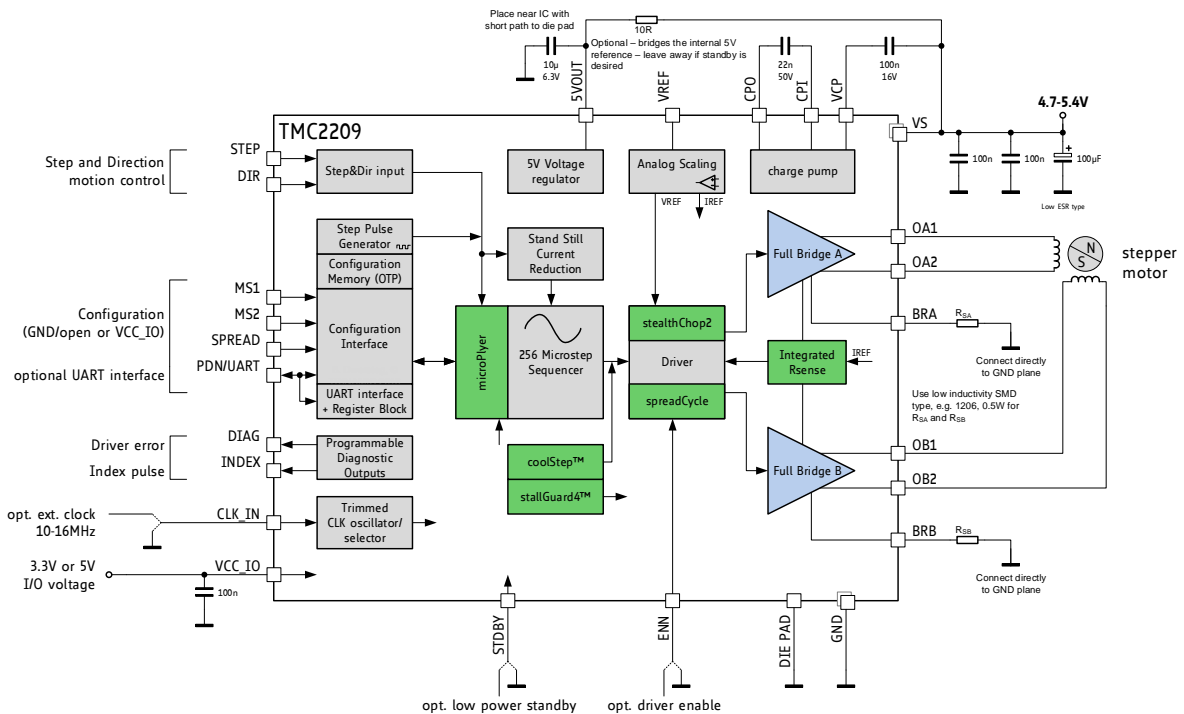 Place near IC with
short path to die pad
10R
Optional – bridges the internal 5V
reference – leave away if standby is
desired
10µ
6.3V
22n
50V
100n
16V
5VOUT
VREF
CPO
CPI
VCP
4.7-5.4V
TMC2209
VS
STEP
DIR
Step and Direction
motion control
Step&Dir input
5V Voltage
regulator
Analog Scaling
VREF
IREF
charge pump
100n
100n
+
100µF
Low ESR type
Step Pulse
Generator
Configuration
Memory (OTP)
Stand Still
Current
Reduction
Full Bridge A
OA1
OA2
N
S
stepper
motor
MS1
MS2
SPREAD
PDN/UART
Configuration
(GND/open or VCC_IO)
optional UART interface
Configuration
Interface
UART interface
+ Register Block
microPlyer
256 Microstep
Sequencer
stealthChop2
Driver
spreadCycle
Integrated
Rsense
IREF
BRA
RSA
Connect directly
to GND plane
Use low inductivity SMD
type, e.g. 1206, 0.5W for
RSA and RSB
Driver error
Index pulse
DIAG
INDEX
Programmable
Diagnostic
Outputs
coolStep™
stallGuard4™
Full Bridge B
OB1
OB2
opt. ext. clock
10-16MHz
CLK_IN
Trimmed
CLK oscillator/
selector
BRB
RSB
Connect directly
to GND plane
3.3V or 5V
I/O voltage
VCC_IO
100n
STDBY
ENN
DIE PAD
GND
opt. low power standby
opt. driver enable